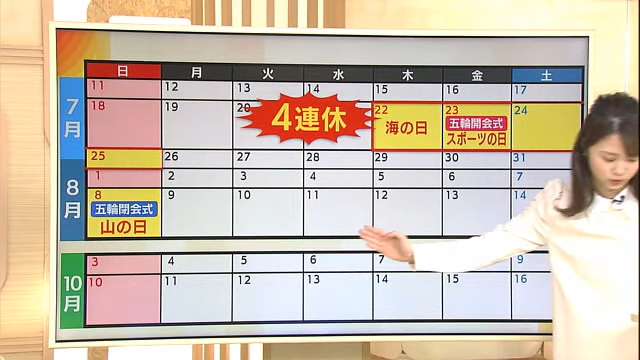 日 月 火 水 木 金 土
7月
11 12 13 14 15 16 17
18 19 20 4連休 22 23 24
海の日 五輪開会式
スポーツの日
25 26 27 28 29 30 31
8月
1 2 3 4 5 6 7
8 9 10 11 12 13 14
五輪閉会式
山の日
10月
3 4 5 6 7 9
10 11 12 13 14 15 16